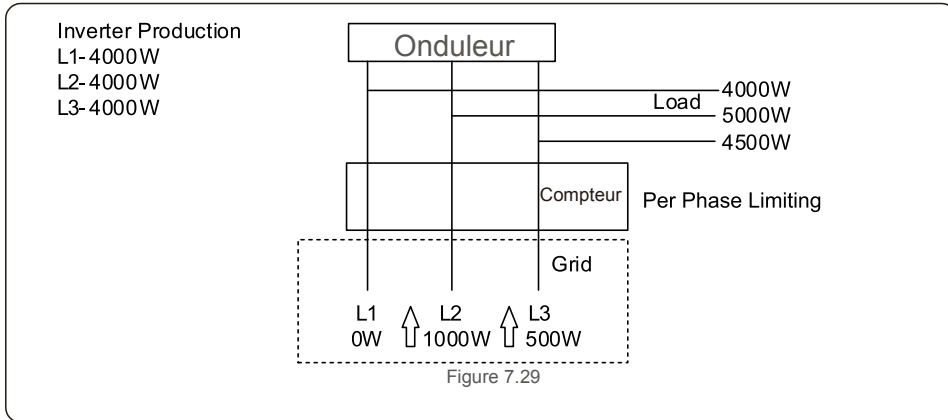 Inverter Production
L1-4000W
L2-4000W
L3-4000W
Onduleur
4000W
Load
5000W
4500W
Compteur
Per Phase Limiting
Grid
L1 L2 L3
0W 1000W 500W
Figure 7.29